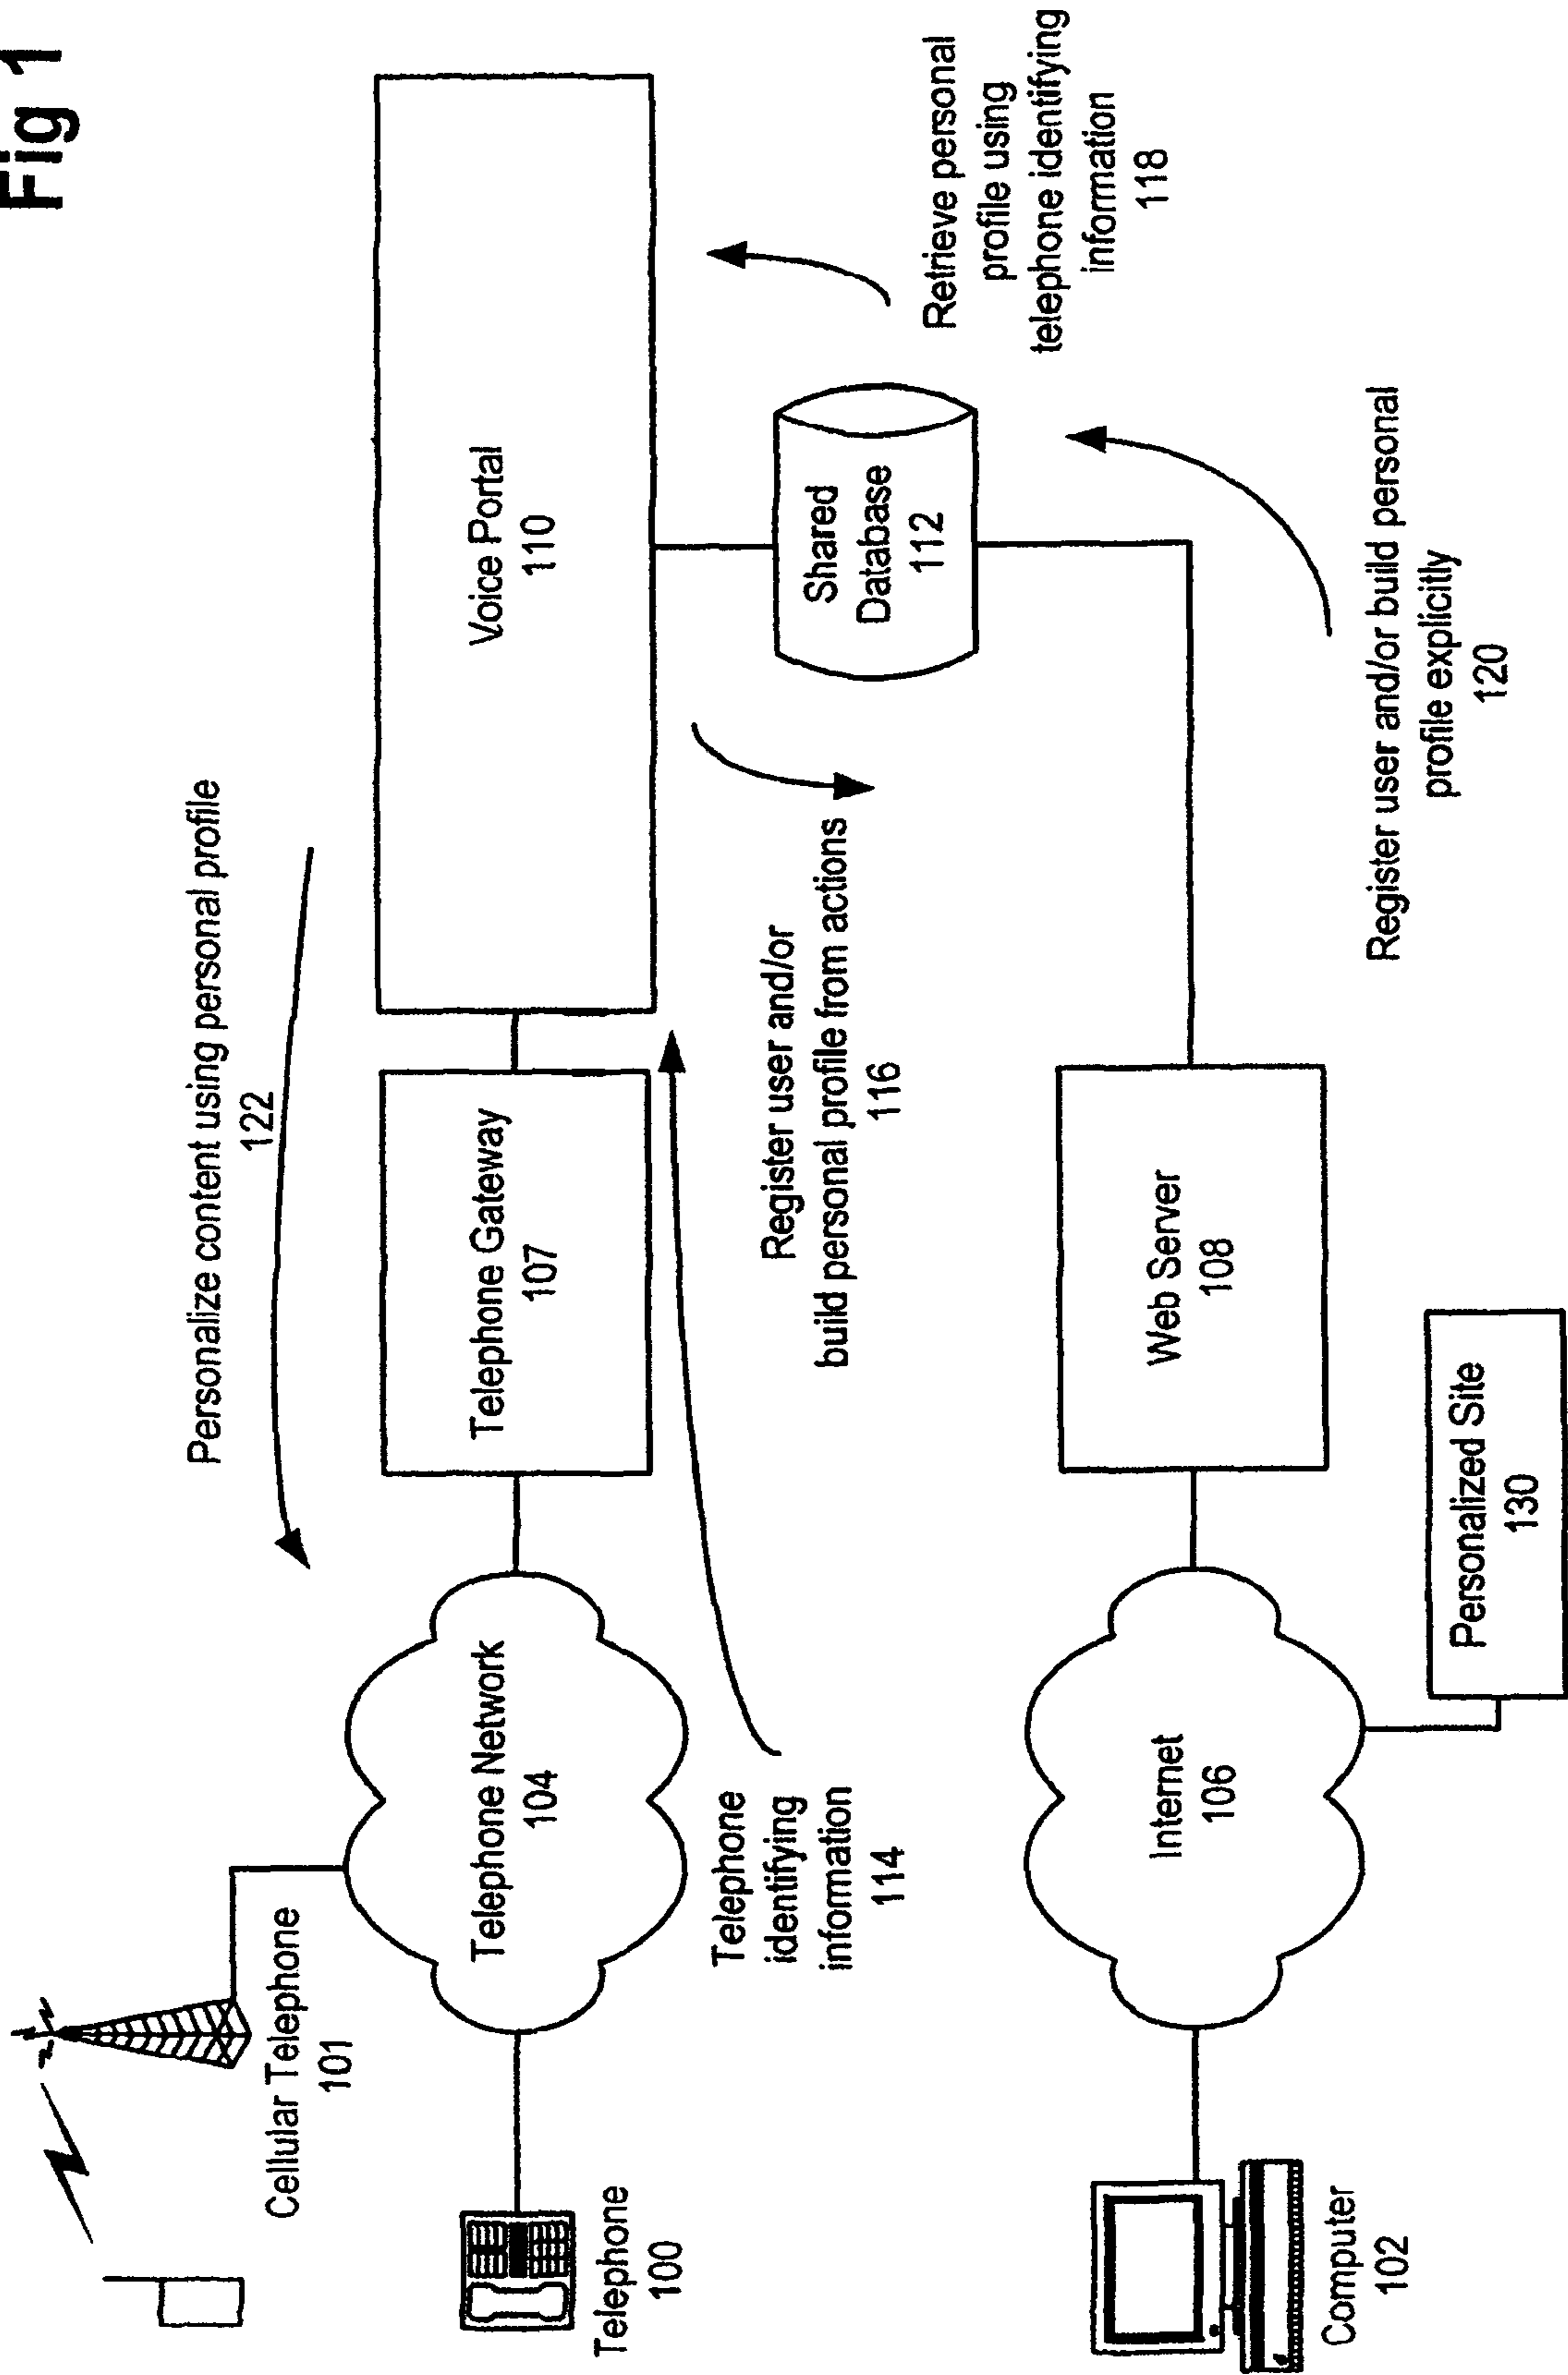 Fig 1
Personalize content using personal profile
122
Cellular Telephone
101
Telephone
100
Telephone Network
104
Telephone Gateway
107
Voice Portal
110
Telephone
identifying
information
114
Register user and/or
build personal profile from actions
116
Shared
Database
112
Retrieve personal
profile using
telephone identifying
information
118
Computer
102
Internet
106
Web Server
108
Personalized Site
130
Register user and/or build personal
profile explicitly
120